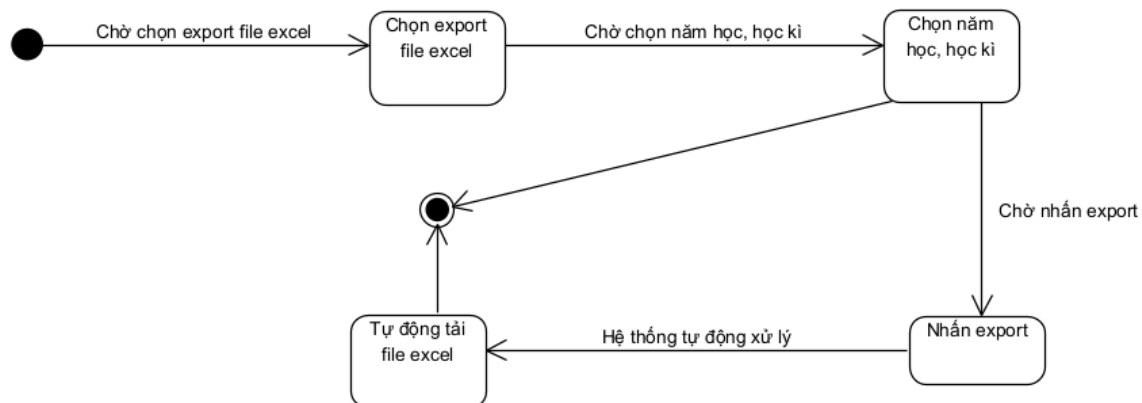 Chờ chọn export file excel
Chọn export
file excel
Chờ chọn năm học, học kì
Chọn năm
học, học kì
Chờ nhấn export
Tự động tải
file excel
Hệ thống tự động xử lý
Nhấn export